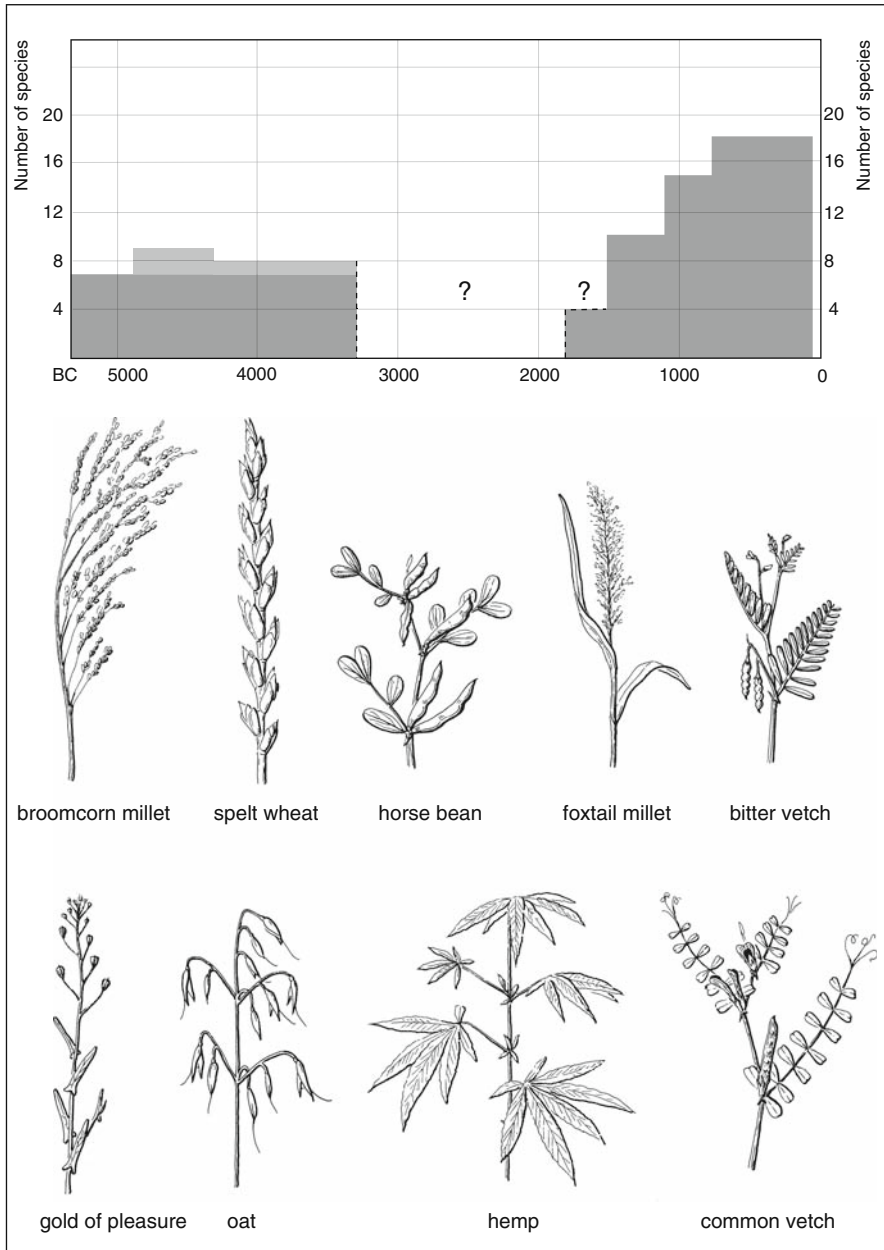 Number of species
Number of species
20 20
16 16
12 12
8 8
4 4
? ?
BC 5000 4000 3000 2000 1000 0
broomcorn millet spelt wheat horse bean foxtail millet bitter vetch
gold of pleasure oat hemp common vetch